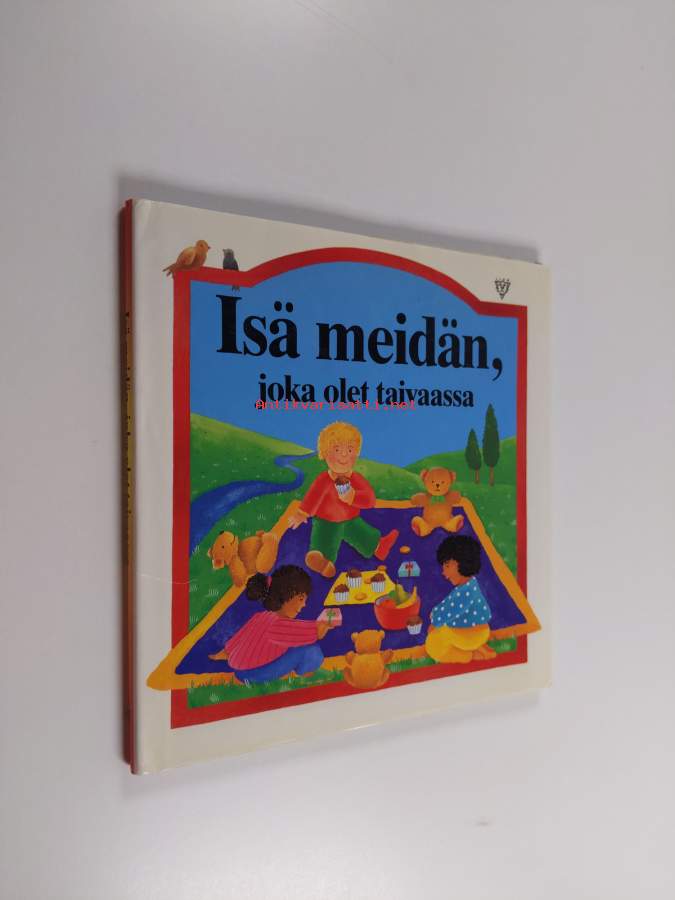 Isä meidän,
joka olet taivaassa
Antikvariaatti.net